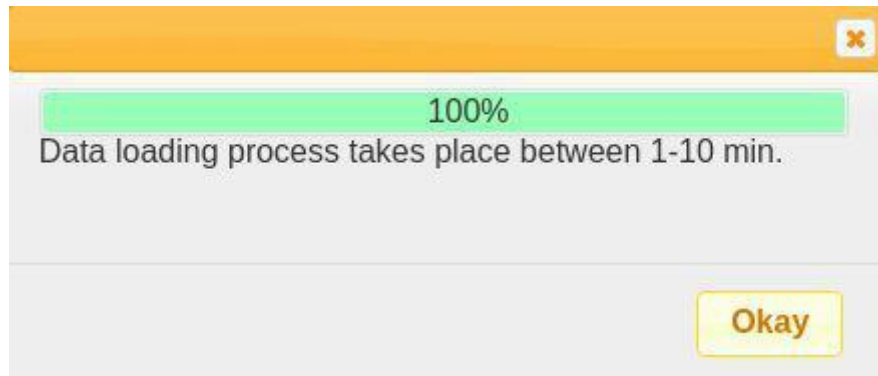 100%
Data loading process takes place between 1-10 min.
Okay